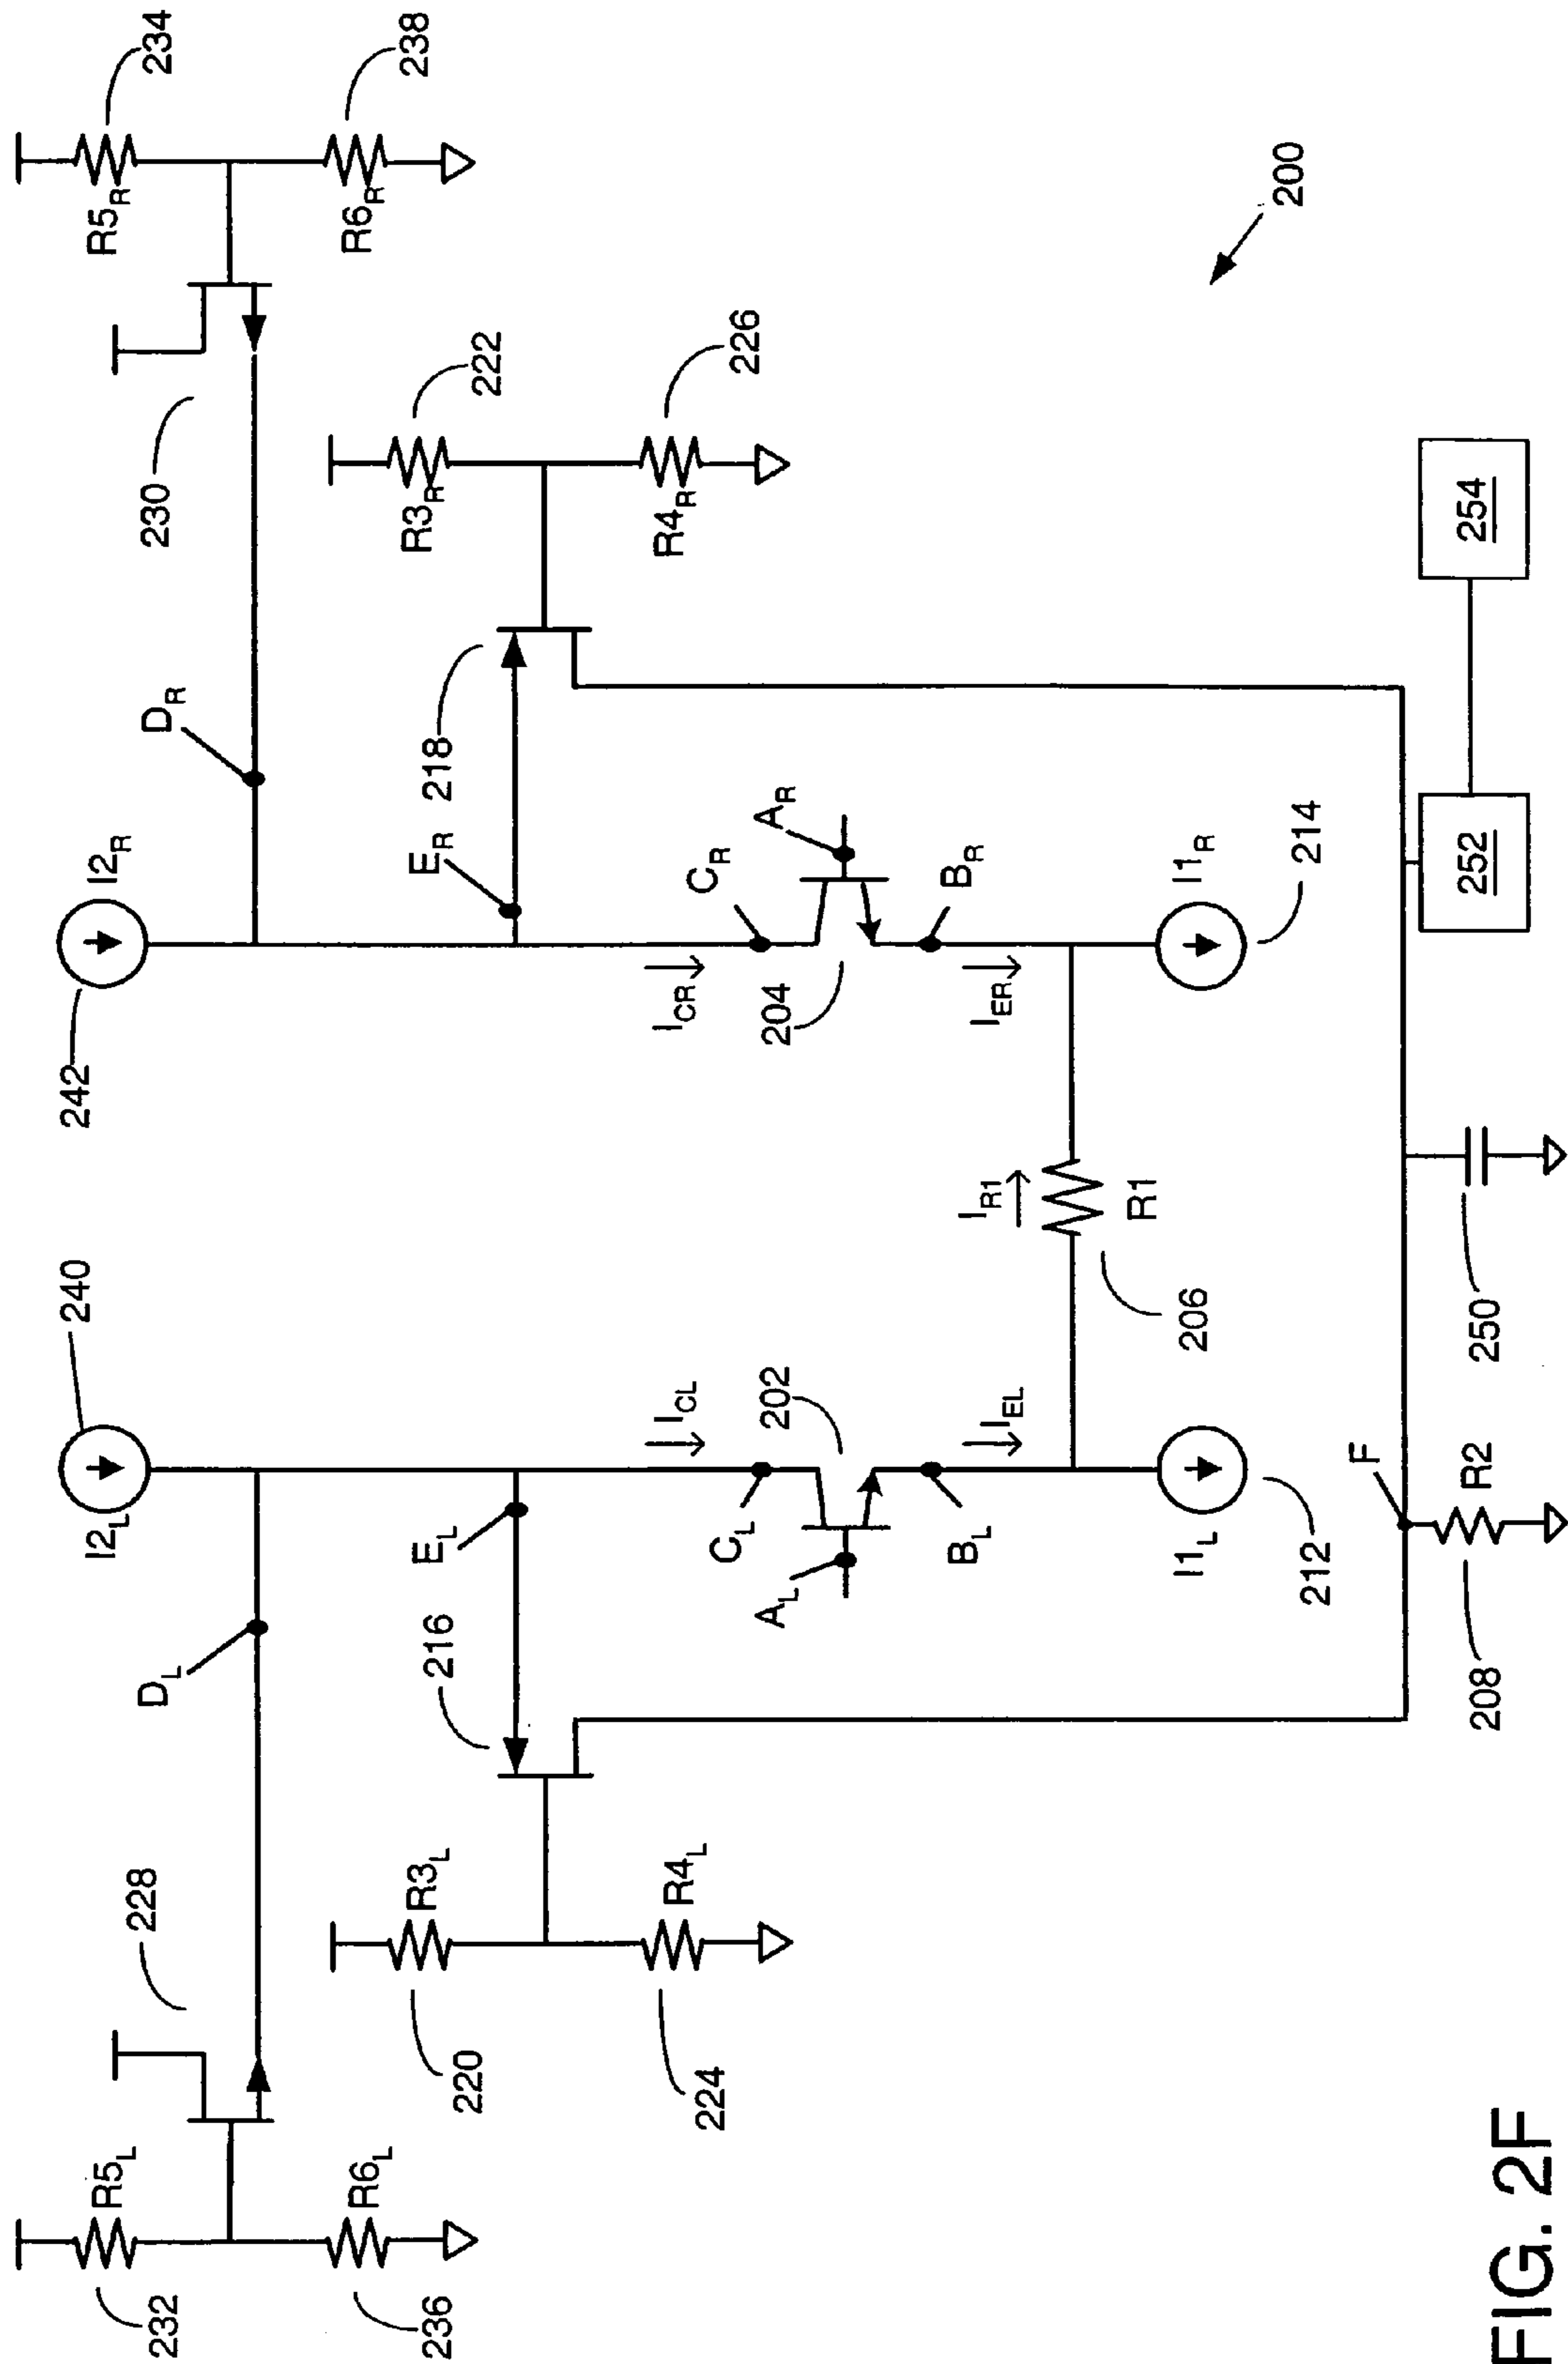 232
R5L
236
R6L
228
220
R3L
224
R4L
DL
216
EL
I2L
240
CL
AL
BL
ICL
202
IEL
I1L
212
F
R2
208
250
206
R1
IR1
242
I2R
DR
ER
218
ICR
CR
AR
204
IER
BR
I1R
214
252
254
230
R3R
222
R4R
226
R5R
234
R6R
238
200
FIG. 2F